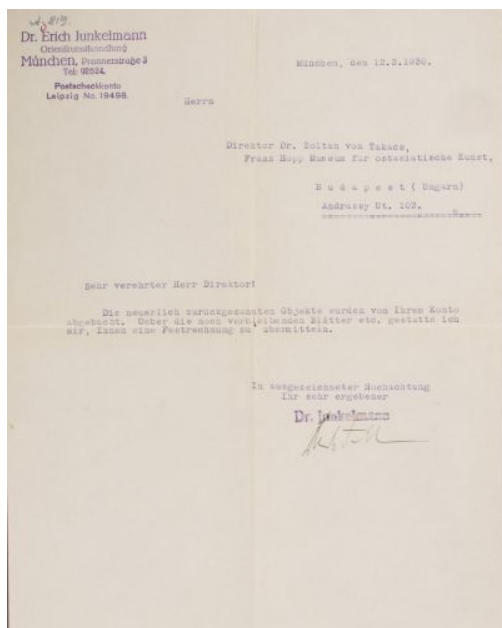 Dr. Erich Junkelmann
Orientkunsthandlung
München, Prannerstraße 3
Tel: 92524.
Postscheckkonto
Leipzig No. 19498.
München, den 12.3.1930.
Herrn
Direktor Dr. Zoltan von Takacs,
Franz Hopp Museum für ostasiatische Kunst,
Budapest (Ungarn)
Andrassy Ut. 103.
Sehr verehrter Herr Direktor!
Die neuerlich zurückgesandten Objekte wurden von Ihrem Konto
abgebucht. Ueber die noch verbleibenden Blätter etc. gestatte ich
mir, Ihnen eine Festrechnung zu übermitteln.
In ausgezeichneter Hochachtung
Ihr sehr ergebener
Dr. Junkelmann